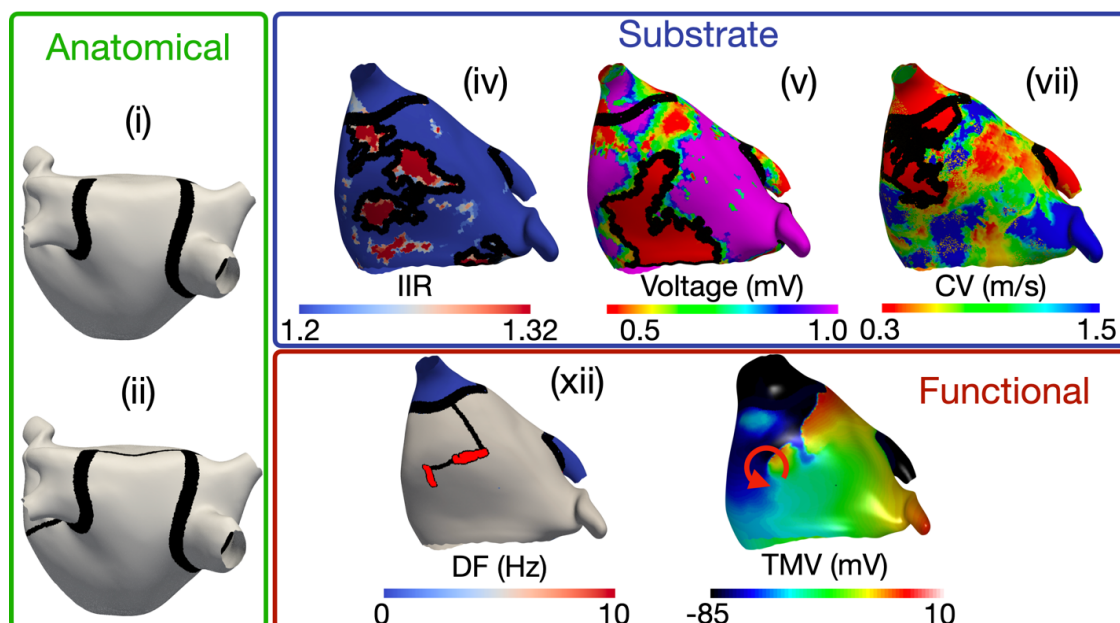 Anatomical
(i)
(ii)
Substrate
(iv) (v) (vii)
IIR Voltage (mV) CV (m/s)
1.2 1.32 0.5 1.0 0.3 1.5
(xii) Functional
DF (Hz) TMV (mV)
0 10 -85 10